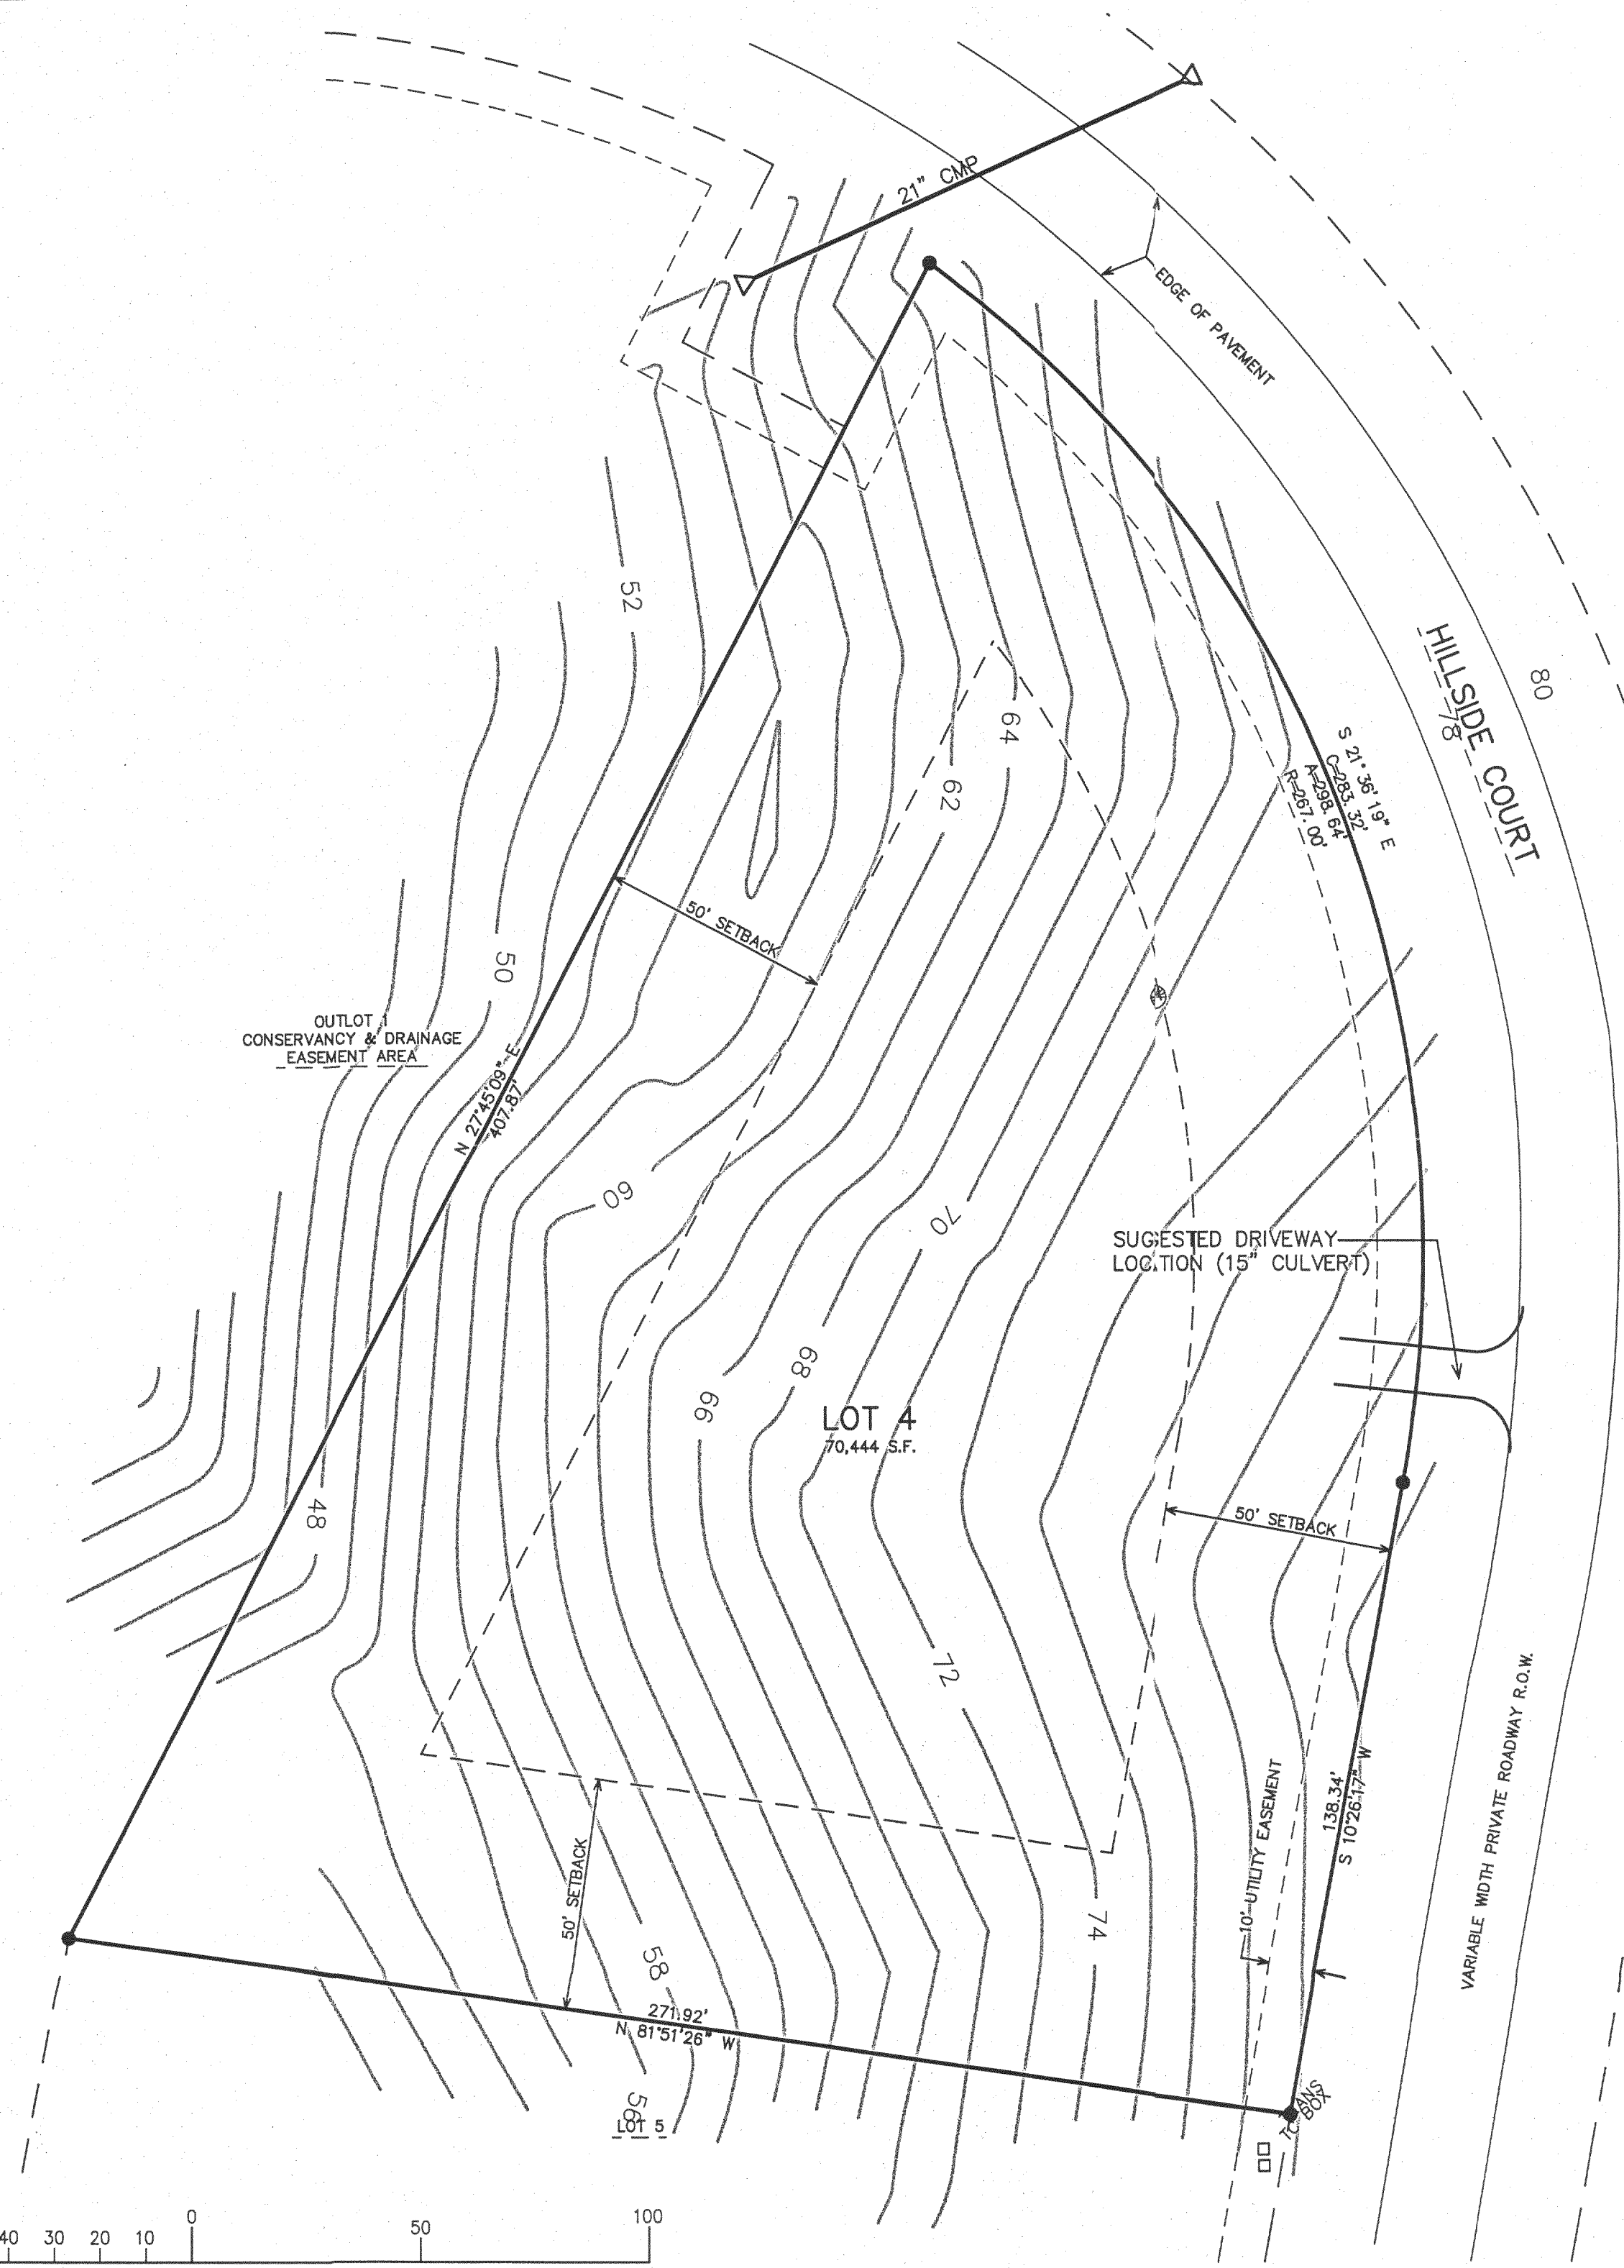 21" CMP
EDGE OF PAVEMENT
52
HILLSIDE COURT
80
78
64
62
S 21° 36' 19" E
C=283.32'
A=298.64'
R=267.00'
50' SETBACK
50
OUTLOT 1
CONSERVANCY & DRAINAGE
EASEMENT AREA
N 27°45'09" E
407.87'
60
70
SUGESTED DRIVEWAY
LOCATION (15" CULVERT)
68
66
LOT 4
70,444 S.F.
48
50' SETBACK
72
VARIABLE WIDTH PRIVATE ROADWAY R.O.W.
10' UTILITY EASEMENT
138.34'
S 10°26'17" W
50' SETBACK
74
58
271.92'
N 81°51'26" W
56
LOT 5
BOX
40 30 20 10 0 50 100